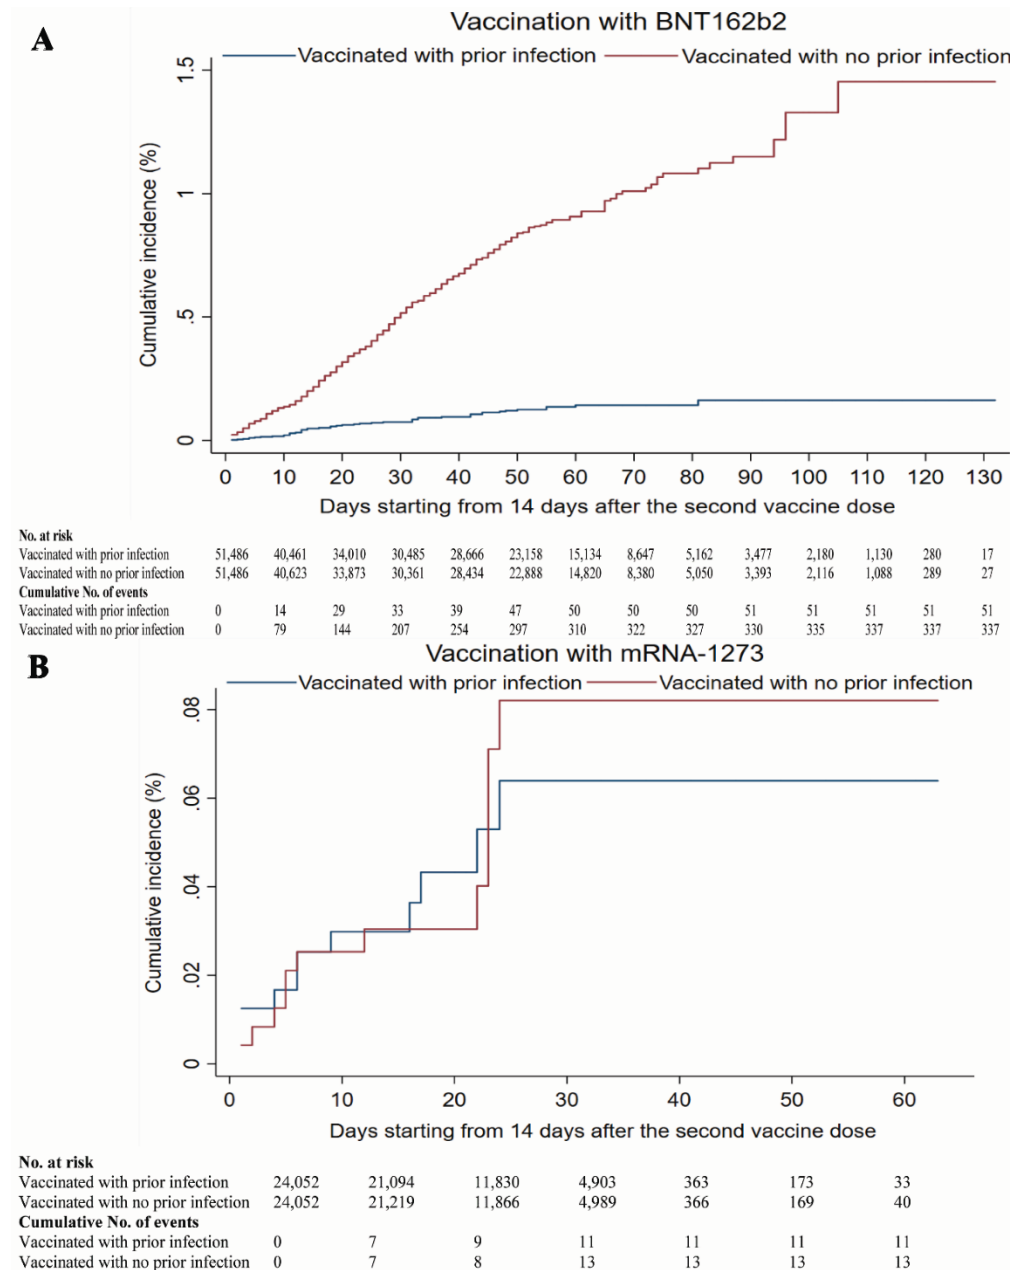 A
Vaccination with BNT162b2
Vaccinated with prior infection Vaccinated with no prior infection
Cumulative incidence (%)
1.5
1
.5
0
0 10 20 30 40 50 60 70 80 90 100 110 120 130
Days starting from 14 days after the second vaccine dose
No. at risk
Vaccinated with prior infection 51,486 40,461 34,010 30,485 28,666 23,158 15,134 8,647 5,162 3,477 2,180 1,130 280 17
Vaccinated with no prior infection 51,486 40,623 33,873 30,361 28,434 22,888 14,820 8,380 5,050 3,393 2,116 1,088 289 27
Cumulative No. of events
Vaccinated with prior infection 0 14 29 33 39 47 50 50 50 51 51 51 51 51
Vaccinated with no prior infection 0 79 144 207 254 297 310 322 327 330 335 337 337 337
B
Vaccination with mRNA-1273
Vaccinated with prior infection Vaccinated with no prior infection
Cumulative incidence (%)
.08
.06
.04
.02
0
0 10 20 30 40 50 60
Days starting from 14 days after the second vaccine dose
No. at risk
Vaccinated with prior infection 24,052 21,094 11,830 4,903 363 173 33
Vaccinated with no prior infection 24,052 21,219 11,866 4,989 366 169 40
Cumulative No. of events
Vaccinated with prior infection 0 7 9 11 11 11 11
Vaccinated with no prior infection 0 7 8 13 13 13 13